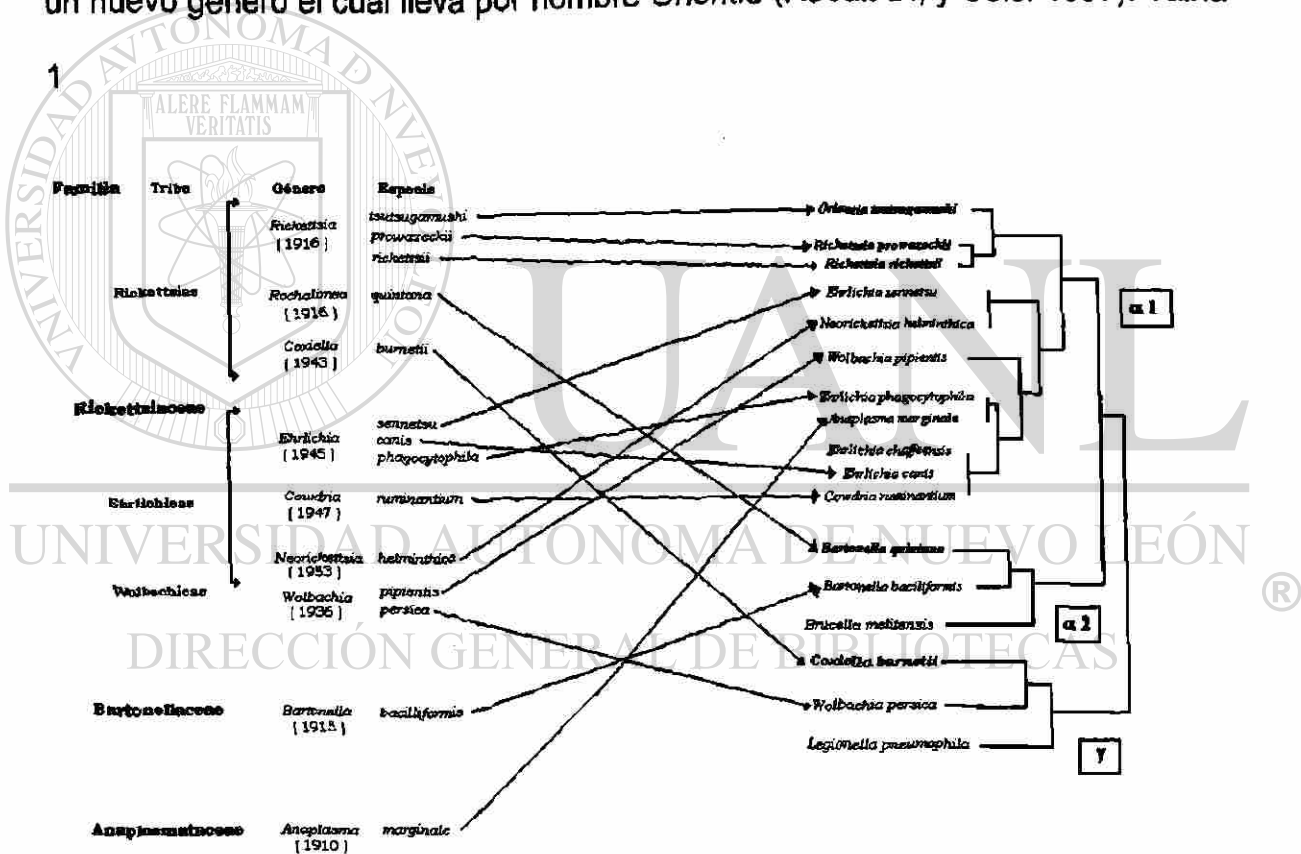 un nuevo género el cual lleva por nombre Orientia
1
ALERE FLAMMAM
VERITATIS
Familia Tribo Género Especie
Rickettsia
[1916]
tsutsugamushi
prowazeckii
rickettsii
Rickettsiae
Rochalimea
[1916]
quintana
Coxiella
[1943]
burnetii
Rickettsiaceae
Ehrlichia
[1945]
sennetsu
canis
phagocytophila
Ehrlichieae
Cowdria
[1947]
ruminantium
Neorickettsia
[1953]
helminthica
Wolbachieae
Wolbachia
[1936]
pipientis
persica
Bartonellaceae
Bartonella
[1915]
bacilliformis
Anaplasmataceae
Anaplasma
[1910]
marginale
Orientia tsutsugamushi
Rickettsia prowazeckii
Rickettsia rickettsii
Ehrlichia sennetsu
Neorickettsia helminthica
Wolbachia pipientis
Ehrlichia phagocytophila
Anaplasma marginale
Ehrlichia chaffeensis
Ehrlichia canis
Cowdria ruminantium
Bartonella quintana
Bartonella bacilliformis
Brucella melitensis
Coxiella burnetii
Wolbachia persica
Legionella pneumophila
α 1
α 2
γ
UANL
UNIVERSIDAD AUTÓNOMA DE NUEVO LEÓN
®
DIRECCIÓN GENERAL DE BIBLIOTECAS